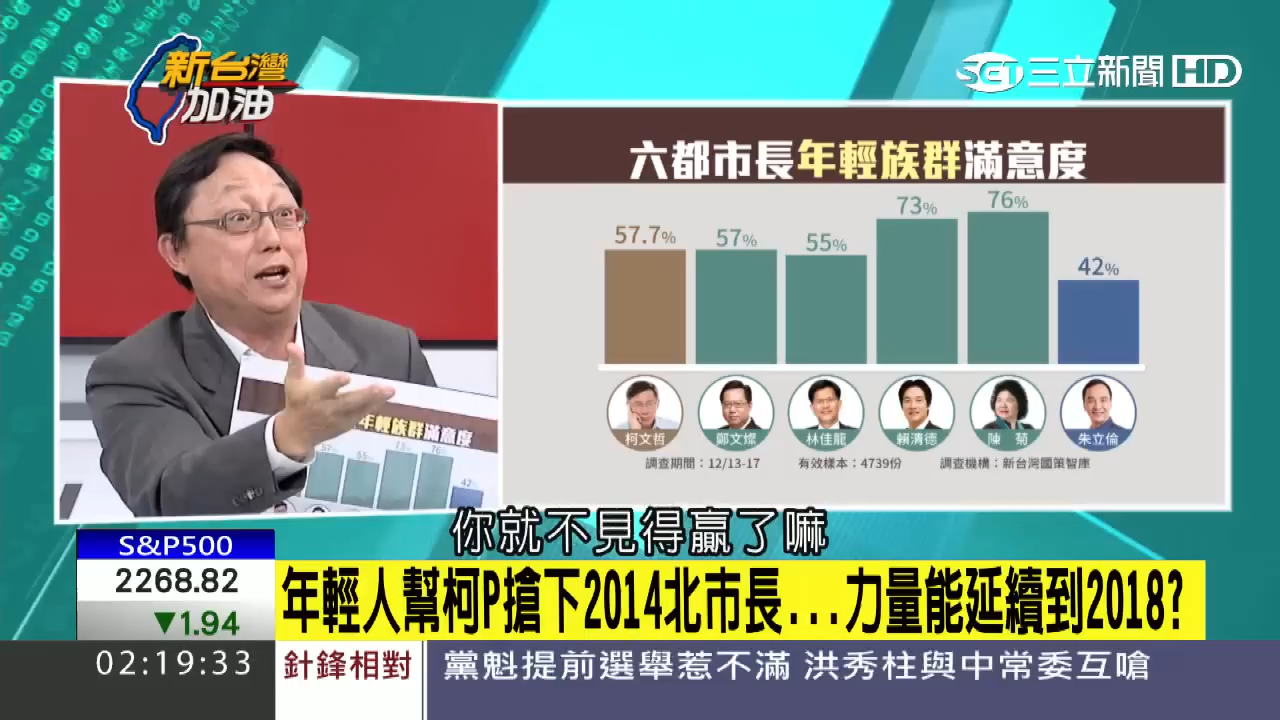 新台灣
加油
SET三立新聞HD
六都市長年輕族群滿意度
57.7%
57%
55%
73%
76%
42%
柯文哲
鄭文燦
林佳龍
賴清德
陳菊
朱立倫
調查期間：12/13-17 有效樣本：4739份 調查機構：新台灣國策智庫
年輕族群滿意度
57%
55%
73%
76%
42%
你就不見得贏了嘛
S&P500
2268.82
▼1.94
年輕人幫柯P搶下2014北市長...力量能延續到2018?
02:19:33
針鋒相對
黨魁提前選舉惹不滿 洪秀柱與中常委互嗆